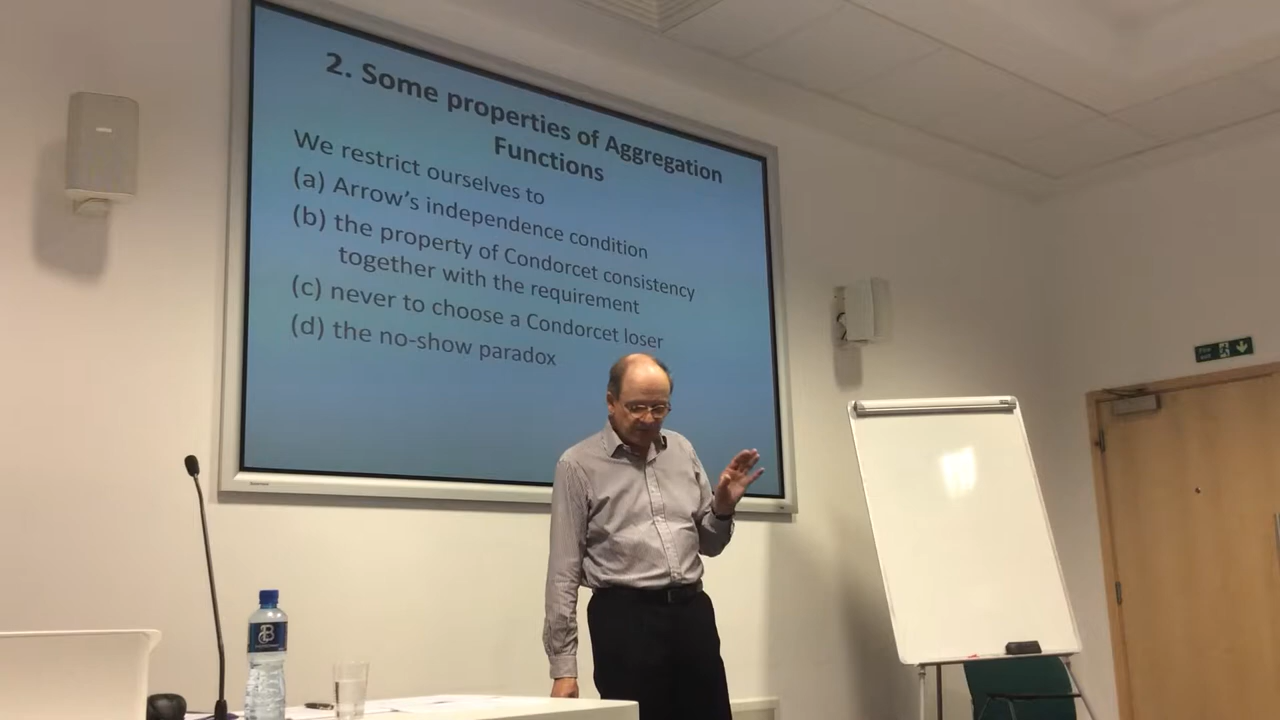 2. Some properties of Aggregation
Functions
We restrict ourselves to
(a) Arrow's independence condition
(b) the property of Condorcet consistency
together with the requirement
(c) never to choose a Condorcet loser
(d) the no-show paradox